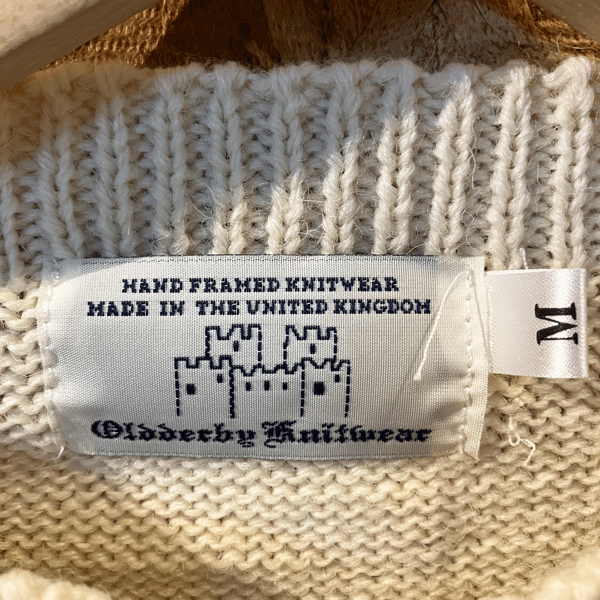 HAND FRAMED KNITWEAR
MADE IN THE UNITED KINGDOM
Oldderby Knitwear
M